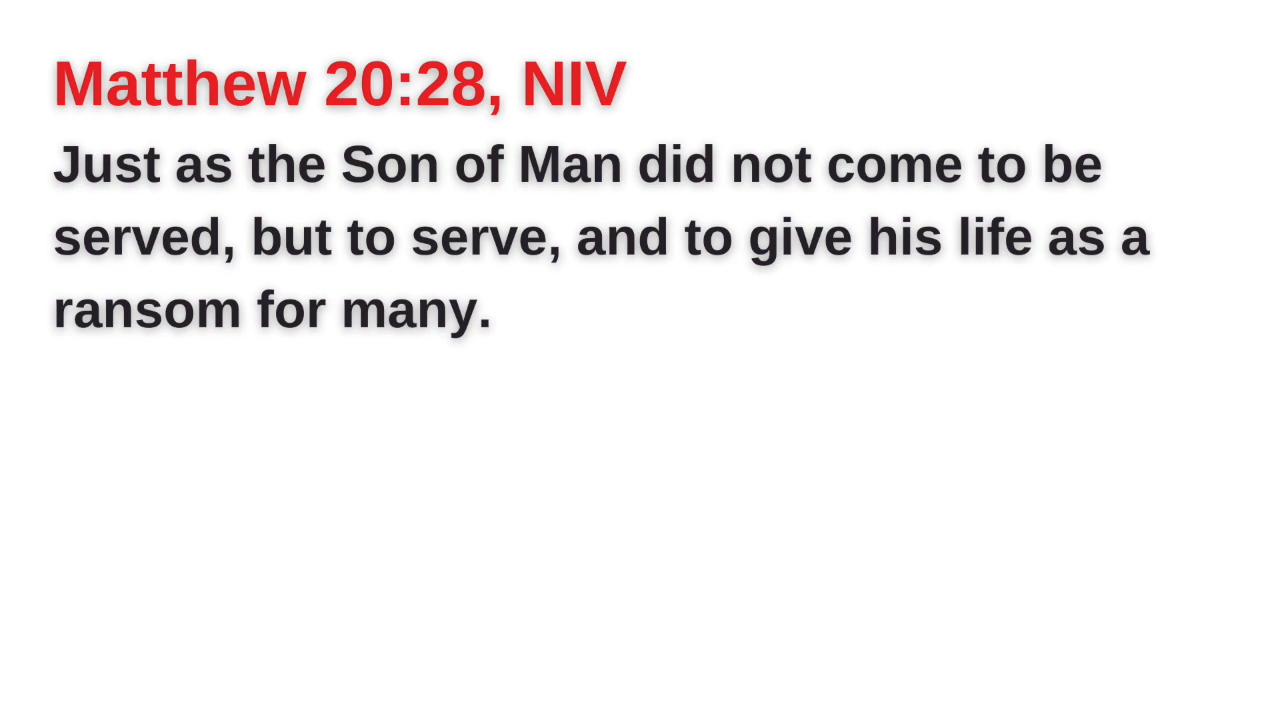 Matthew 20:28, NIV
Just as the Son of Man did not come to be
served, but to serve, and to give his life as a
ransom for many.